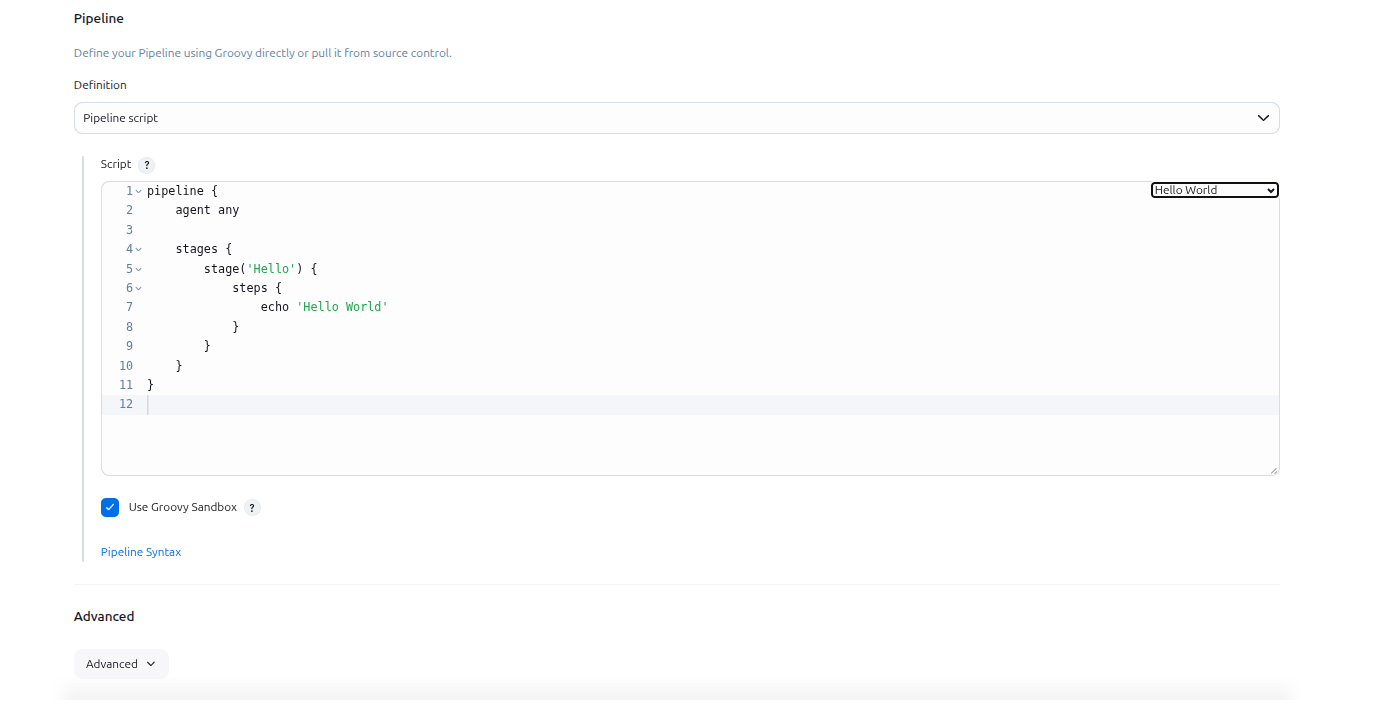 Pipeline
Define your Pipeline using Groovy directly or pull it from source control.
Definition
Pipeline script
Script ?
Hello World
1 pipeline {
2     agent any
3
4     stages {
5         stage('Hello') {
6             steps {
7                 echo 'Hello World'
8             }
9         }
10     }
11 }
12
Use Groovy Sandbox ?
Pipeline Syntax
Advanced
Advanced